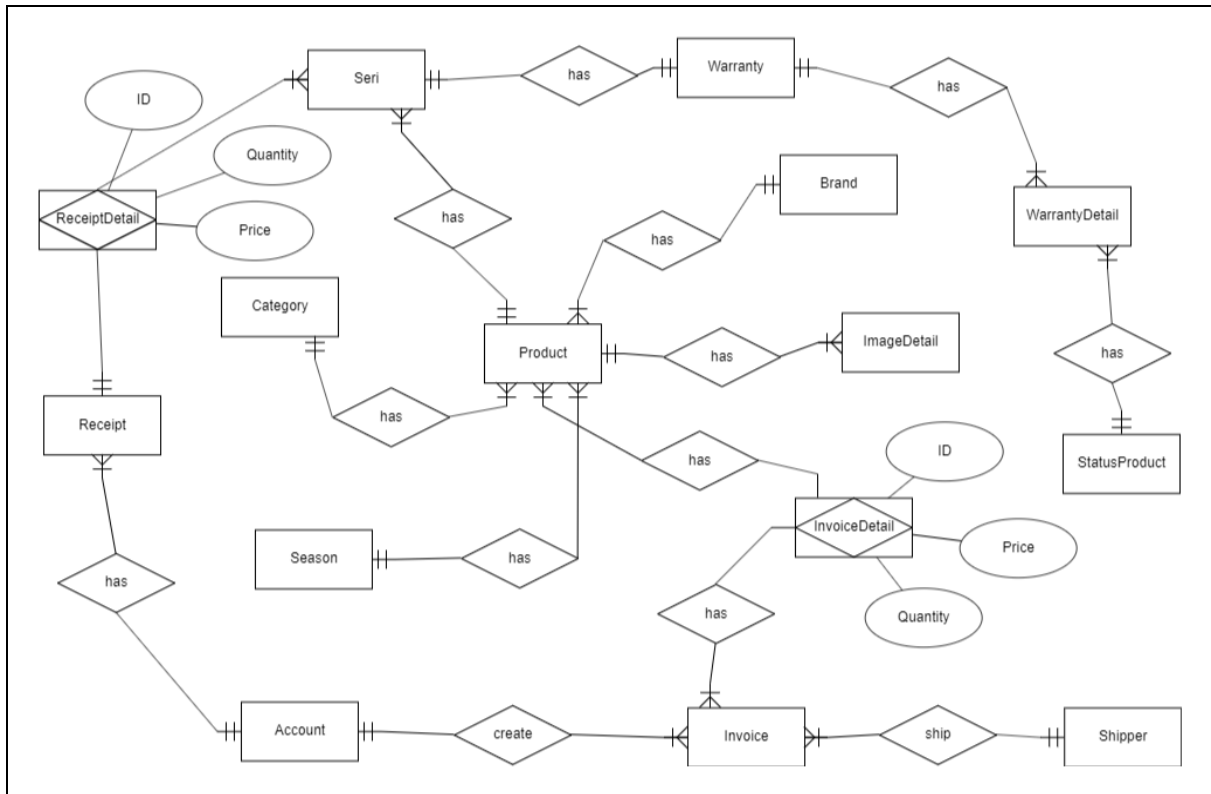 Seri
has
Warranty
has
ID
Quantity
Brand
ReceiptDetail
has
has
WarrantyDetail
Price
Category
Product
has
ImageDetail
has
Receipt
has
has
ID
StatusProduct
InvoiceDetail
Season
has
Price
has
has
Quantity
Account
create
Invoice
ship
Shipper